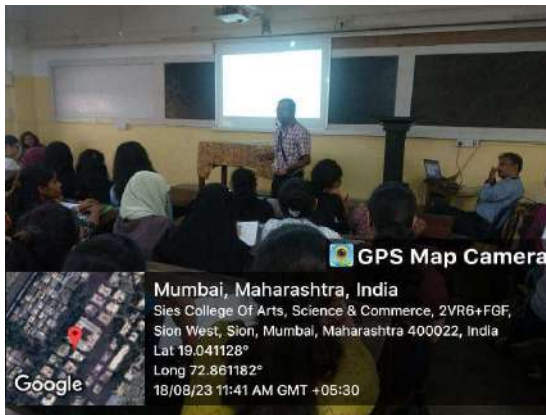 GPS Map Camera
Mumbai, Maharashtra, India
Sies College Of Arts, Science & Commerce, 2VR6+FGF,
Sion West, Sion, Mumbai, Maharashtra 400022, India
Lat 19.041128°
Long 72.861182°
18/08/23 11:41 AM GMT +05:30
Google